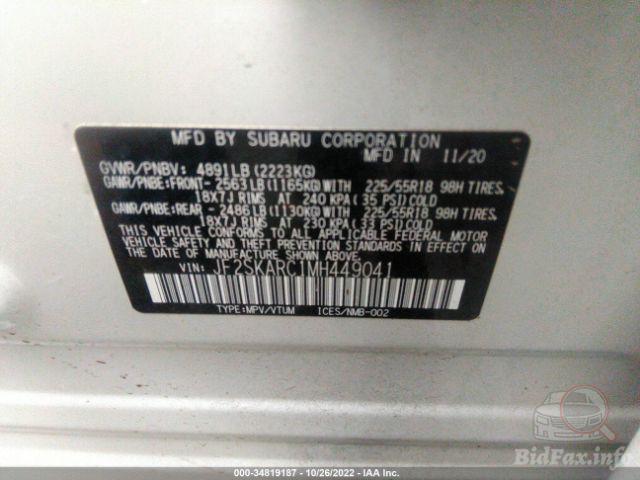 MFD BY SUBARU CORPORATION
MFD IN 11/20
GVWR/PNBV: 4891LB(2223KG)
GAWR/PNBE:FRONT- 2563LB(1165KG)WITH 225/55R18 98H TIRES,
18X7J RIMS AT 240 KPA(35 PSI)COLD
GAWR/PNBE:REAR - 2486LB(1130KG)WITH 225/55R18 98H TIRES,
18X7J RIMS AT 230 KPA(33 PSI)COLD
THIS VEHICLE CONFORMS TO ALL APPLICABLE FEDERAL MOTOR
VEHICLE SAFETY AND THEFT PREVENTION STANDARDS IN EFFECT
ON THE DATE OF MANUFACTURE SHOWN ABOVE.
VIN: JF2SKARC1MH449041
TYPE:MPV/VTUM ICES/NMB-002
000-34819187 - 10/26/2022 - IAA Inc.
BidFax.info